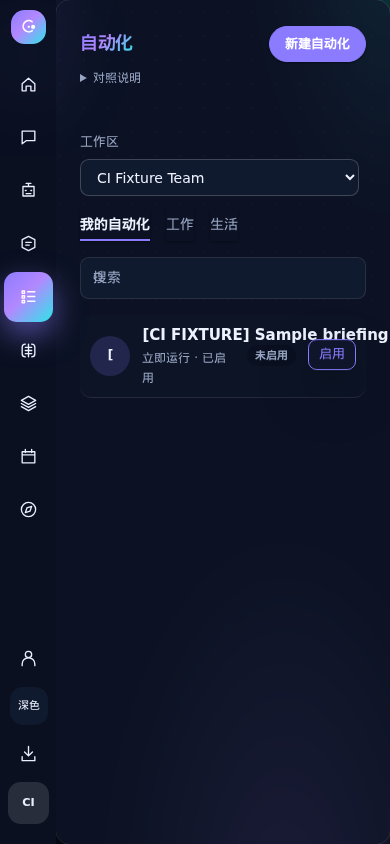 自动化
新建自动化
▶ 对照说明
工作区
CI Fixture Team
我的自动化 工作 生活
搜索
[
[CI FIXTURE] Sample briefing
立即运行 · 已启用
未启用
启用
深色
CI